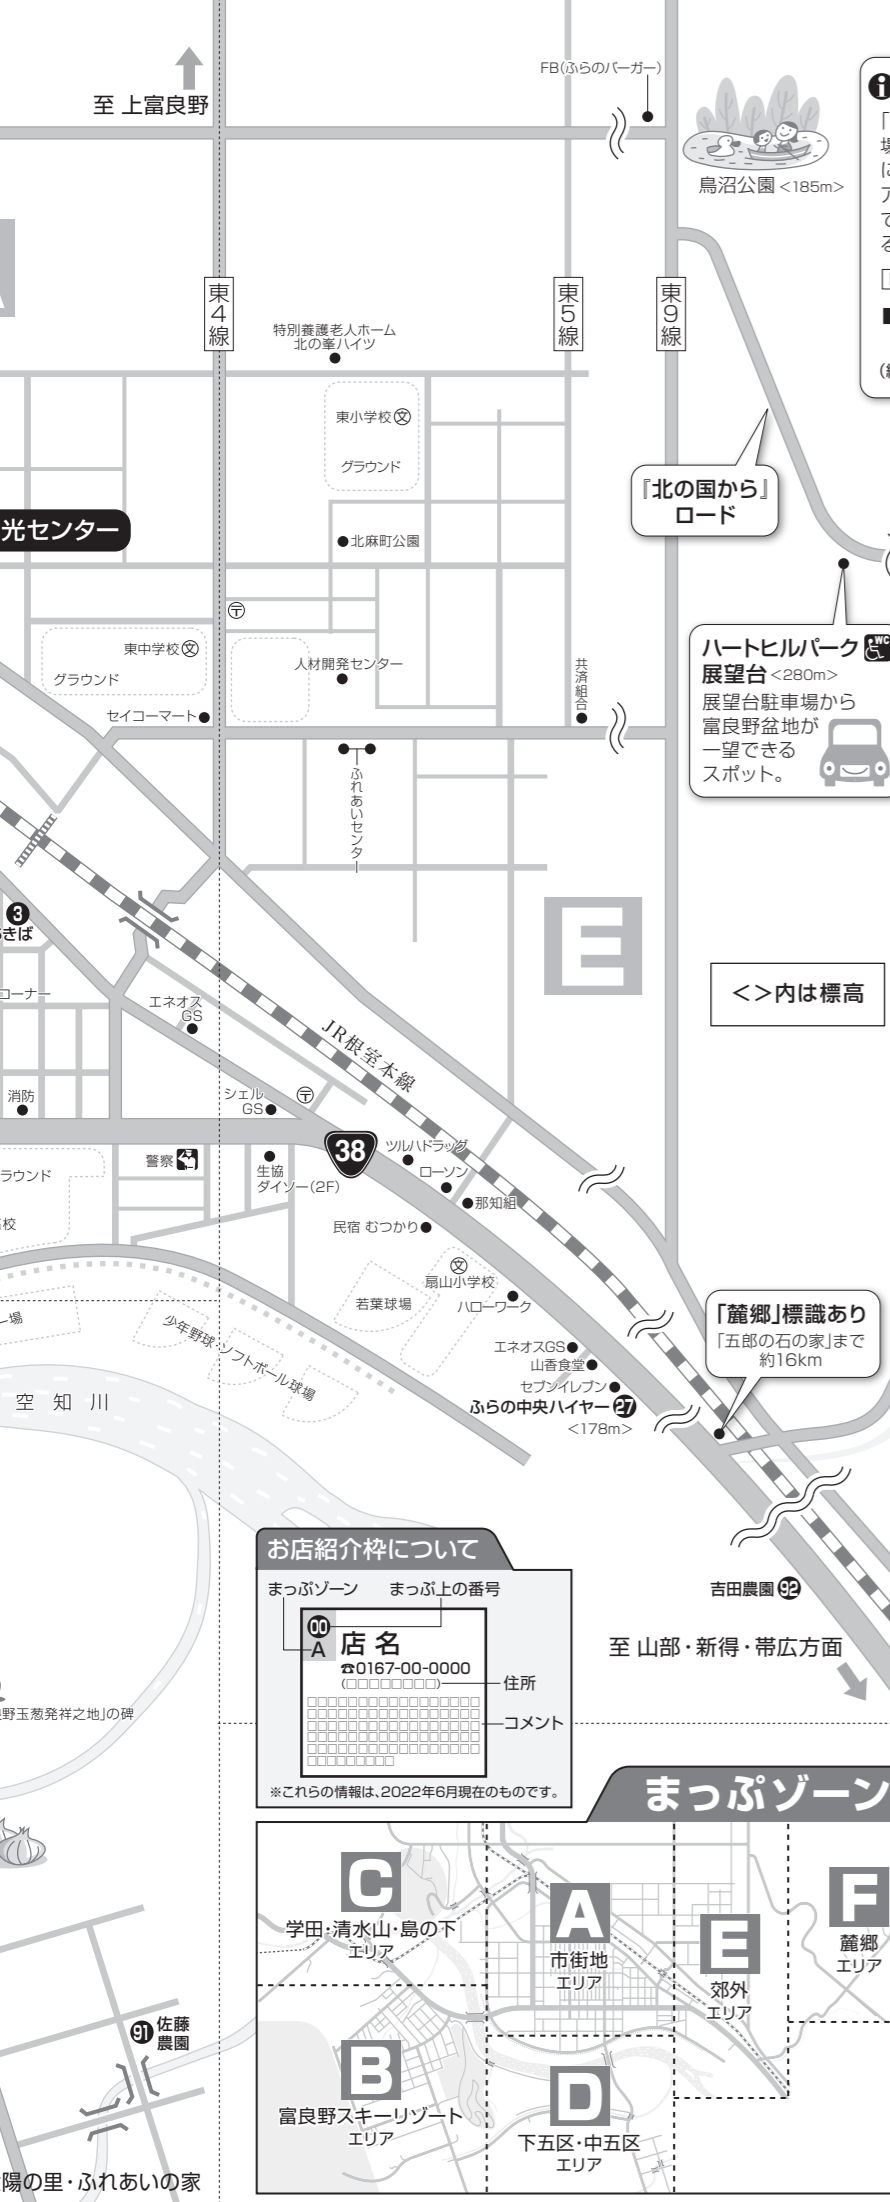 至 上富良野
FB(ふらのバーガー)
鳥沼公園 <185m>
東4線
東5線
東9線
特別養護老人ホーム
北の峯ハイツ
東小学校 文
グラウンド
『北の国から』
ロード
光センター
北麻町公園
〒
東中学校 文
グラウンド
人材開発センター
共済組合
セイコーマート
ふれあいセンター
ハートヒルパーク WC
展望台 <280m>
展望台駐車場から
富良野盆地が
一望できる
スポット。
3
きば
E
<>内は標高
コーナー
エネオス
GS
JR根室本線
消防
シェル
GS
〒
38
ツルハドラッグ
ローソン
那知組
警察
生協
ダイソー(2F)
民宿 むつかり
ラウンド
校
文
扇山小学校
若葉球場
ハローワーク
少年野球・ソフトボール球場
エネオスGS
山香食堂
セブンイレブン
ふらの中央ハイヤー 27
<178m>
「麓郷」標識あり
「五郎の石の家」まで
約16km
空知川
吉田農園 92
至 山部・新得・帯広方面
お店紹介枠について
まっぷゾーン まっぷ上の番号
00
A
店名
☎0167-00-0000
(□□□□□□□□)
住所
コメント
※これらの情報は、2022年6月現在のものです。
野玉葱発祥之地」の碑
91 佐藤
農園
陽の里・ふれあいの家
まっぷゾーン
C
学田・清水山・島の下
エリア
A
市街地
エリア
E
郊外
エリア
F
麓郷
エリア
B
富良野スキーリゾート
エリア
D
下五区・中五区
エリア